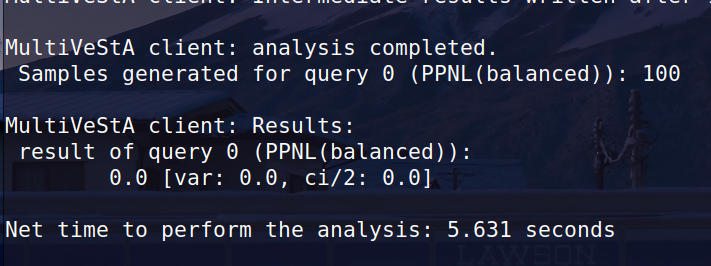 MultiVeStA client: Intermediate results written after
MultiVeStA client: analysis completed.
 Samples generated for query 0 (PPNL(balanced)): 100
MultiVeStA client: Results:
 result of query 0 (PPNL(balanced)):
        0.0 [var: 0.0, ci/2: 0.0]
Net time to perform the analysis: 5.631 seconds
LAWSON